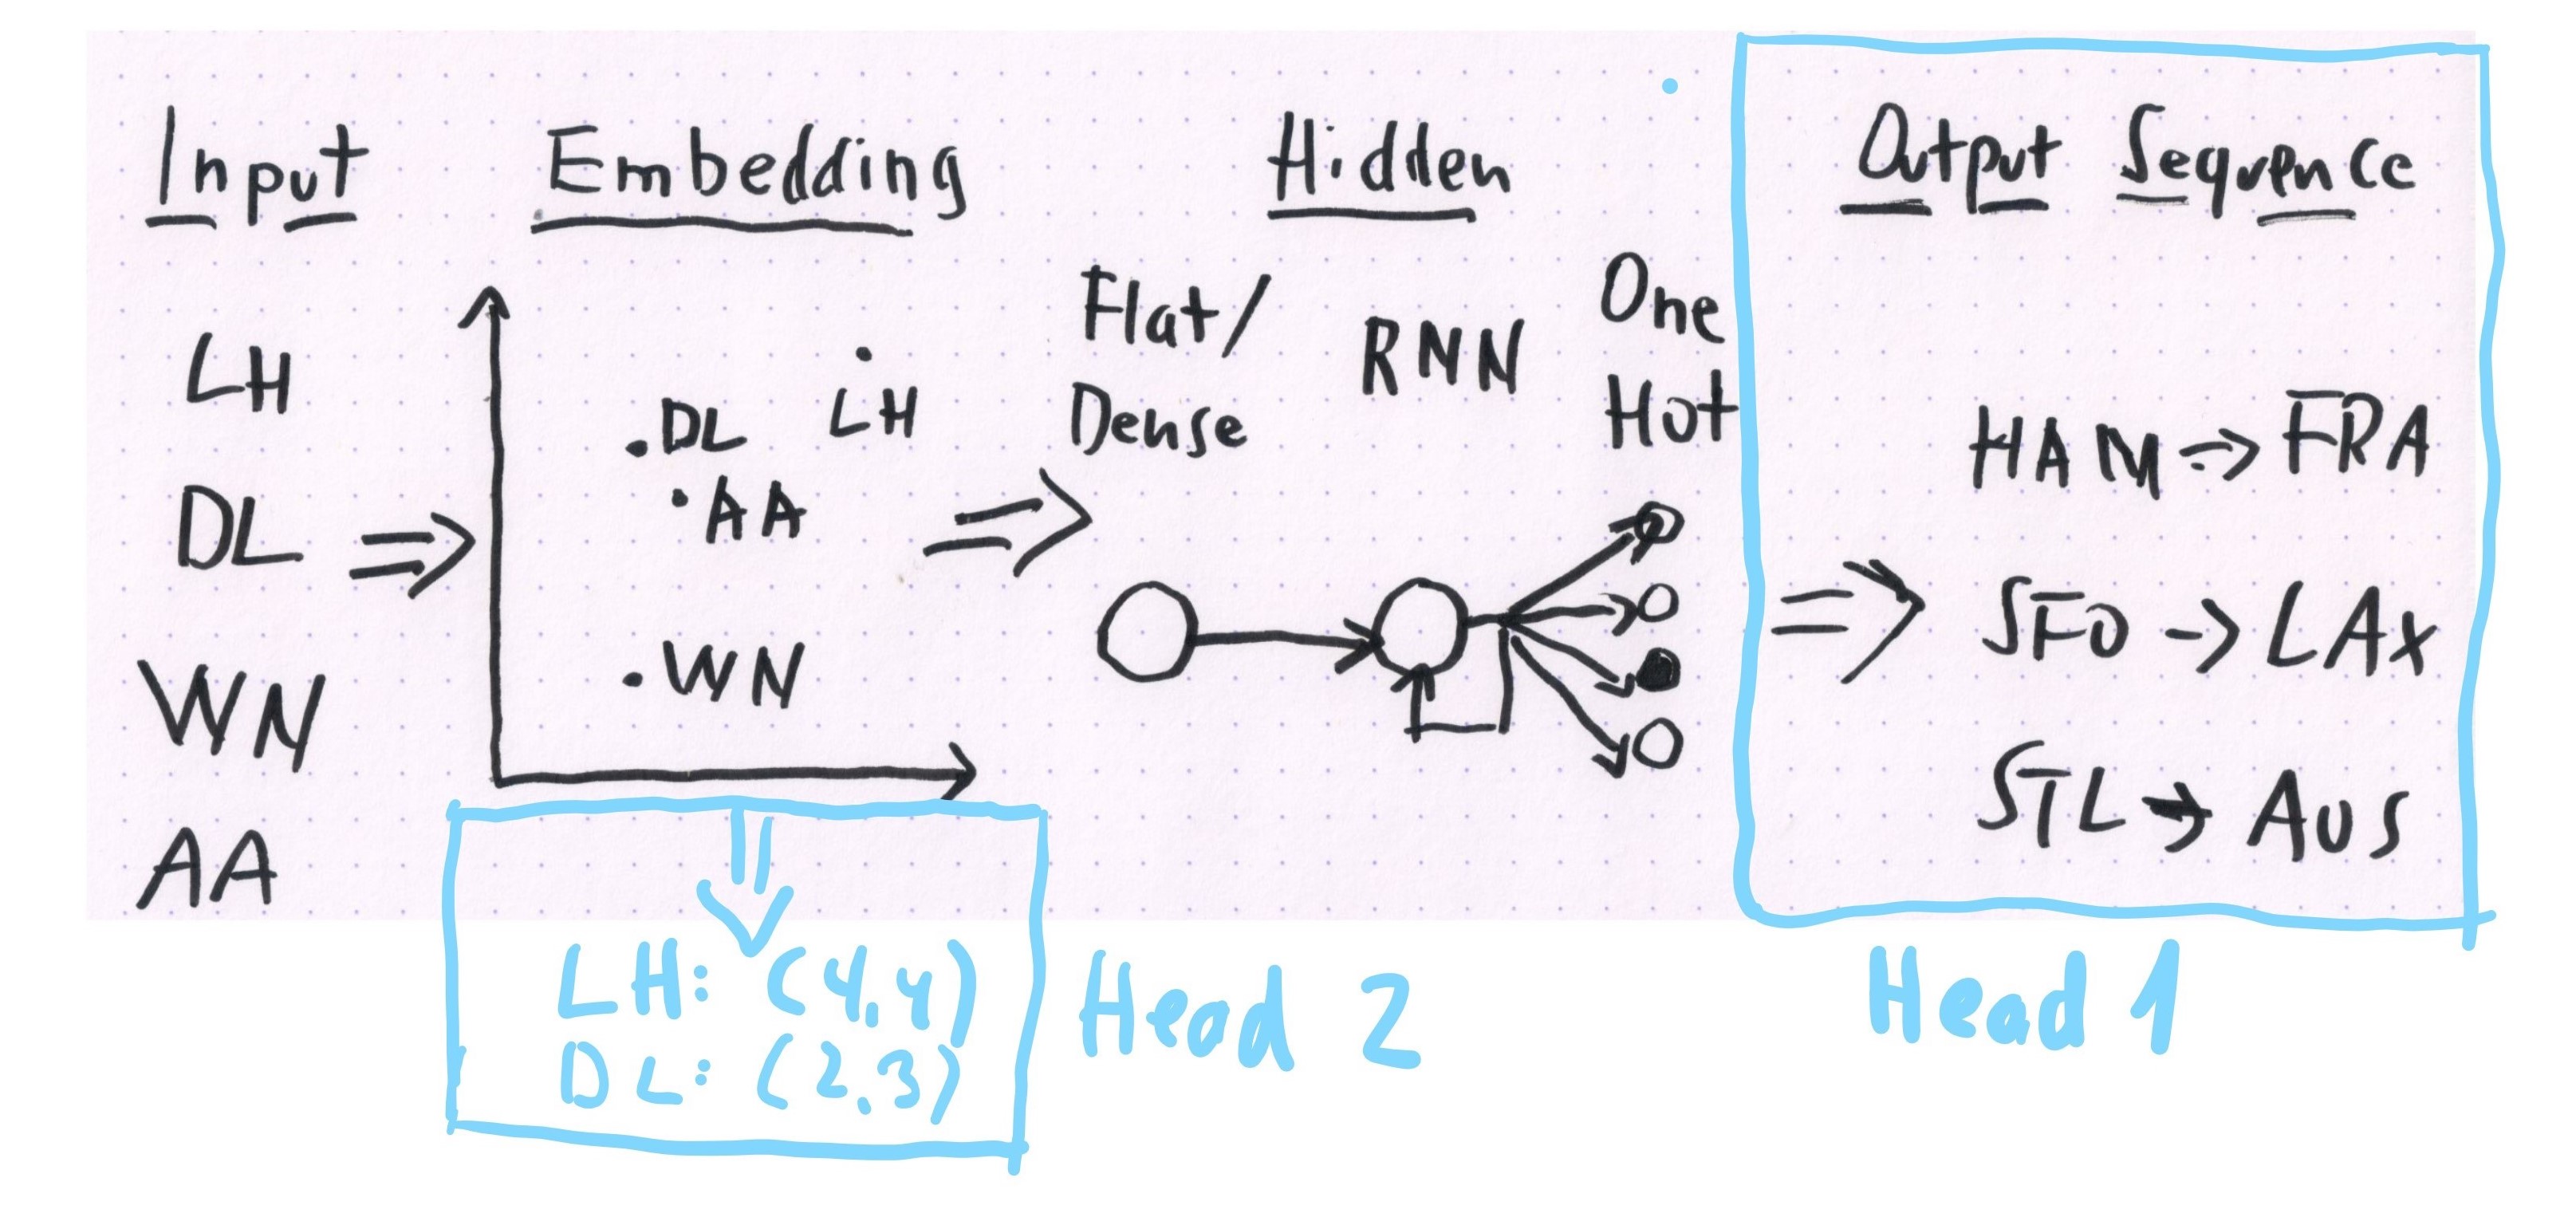 Input
LH
DL ⇒
WN
AA
Embedding
.DL
LH
.AA
.WN
⇒
Hidden
Flat/
Dense
RNN
One
Hot
⇒
Output Sequence
HAM → FRA
SFO → LAX
STL → AUS
LH: (4,4)
DL: (2,3)
Head 2
Head 1